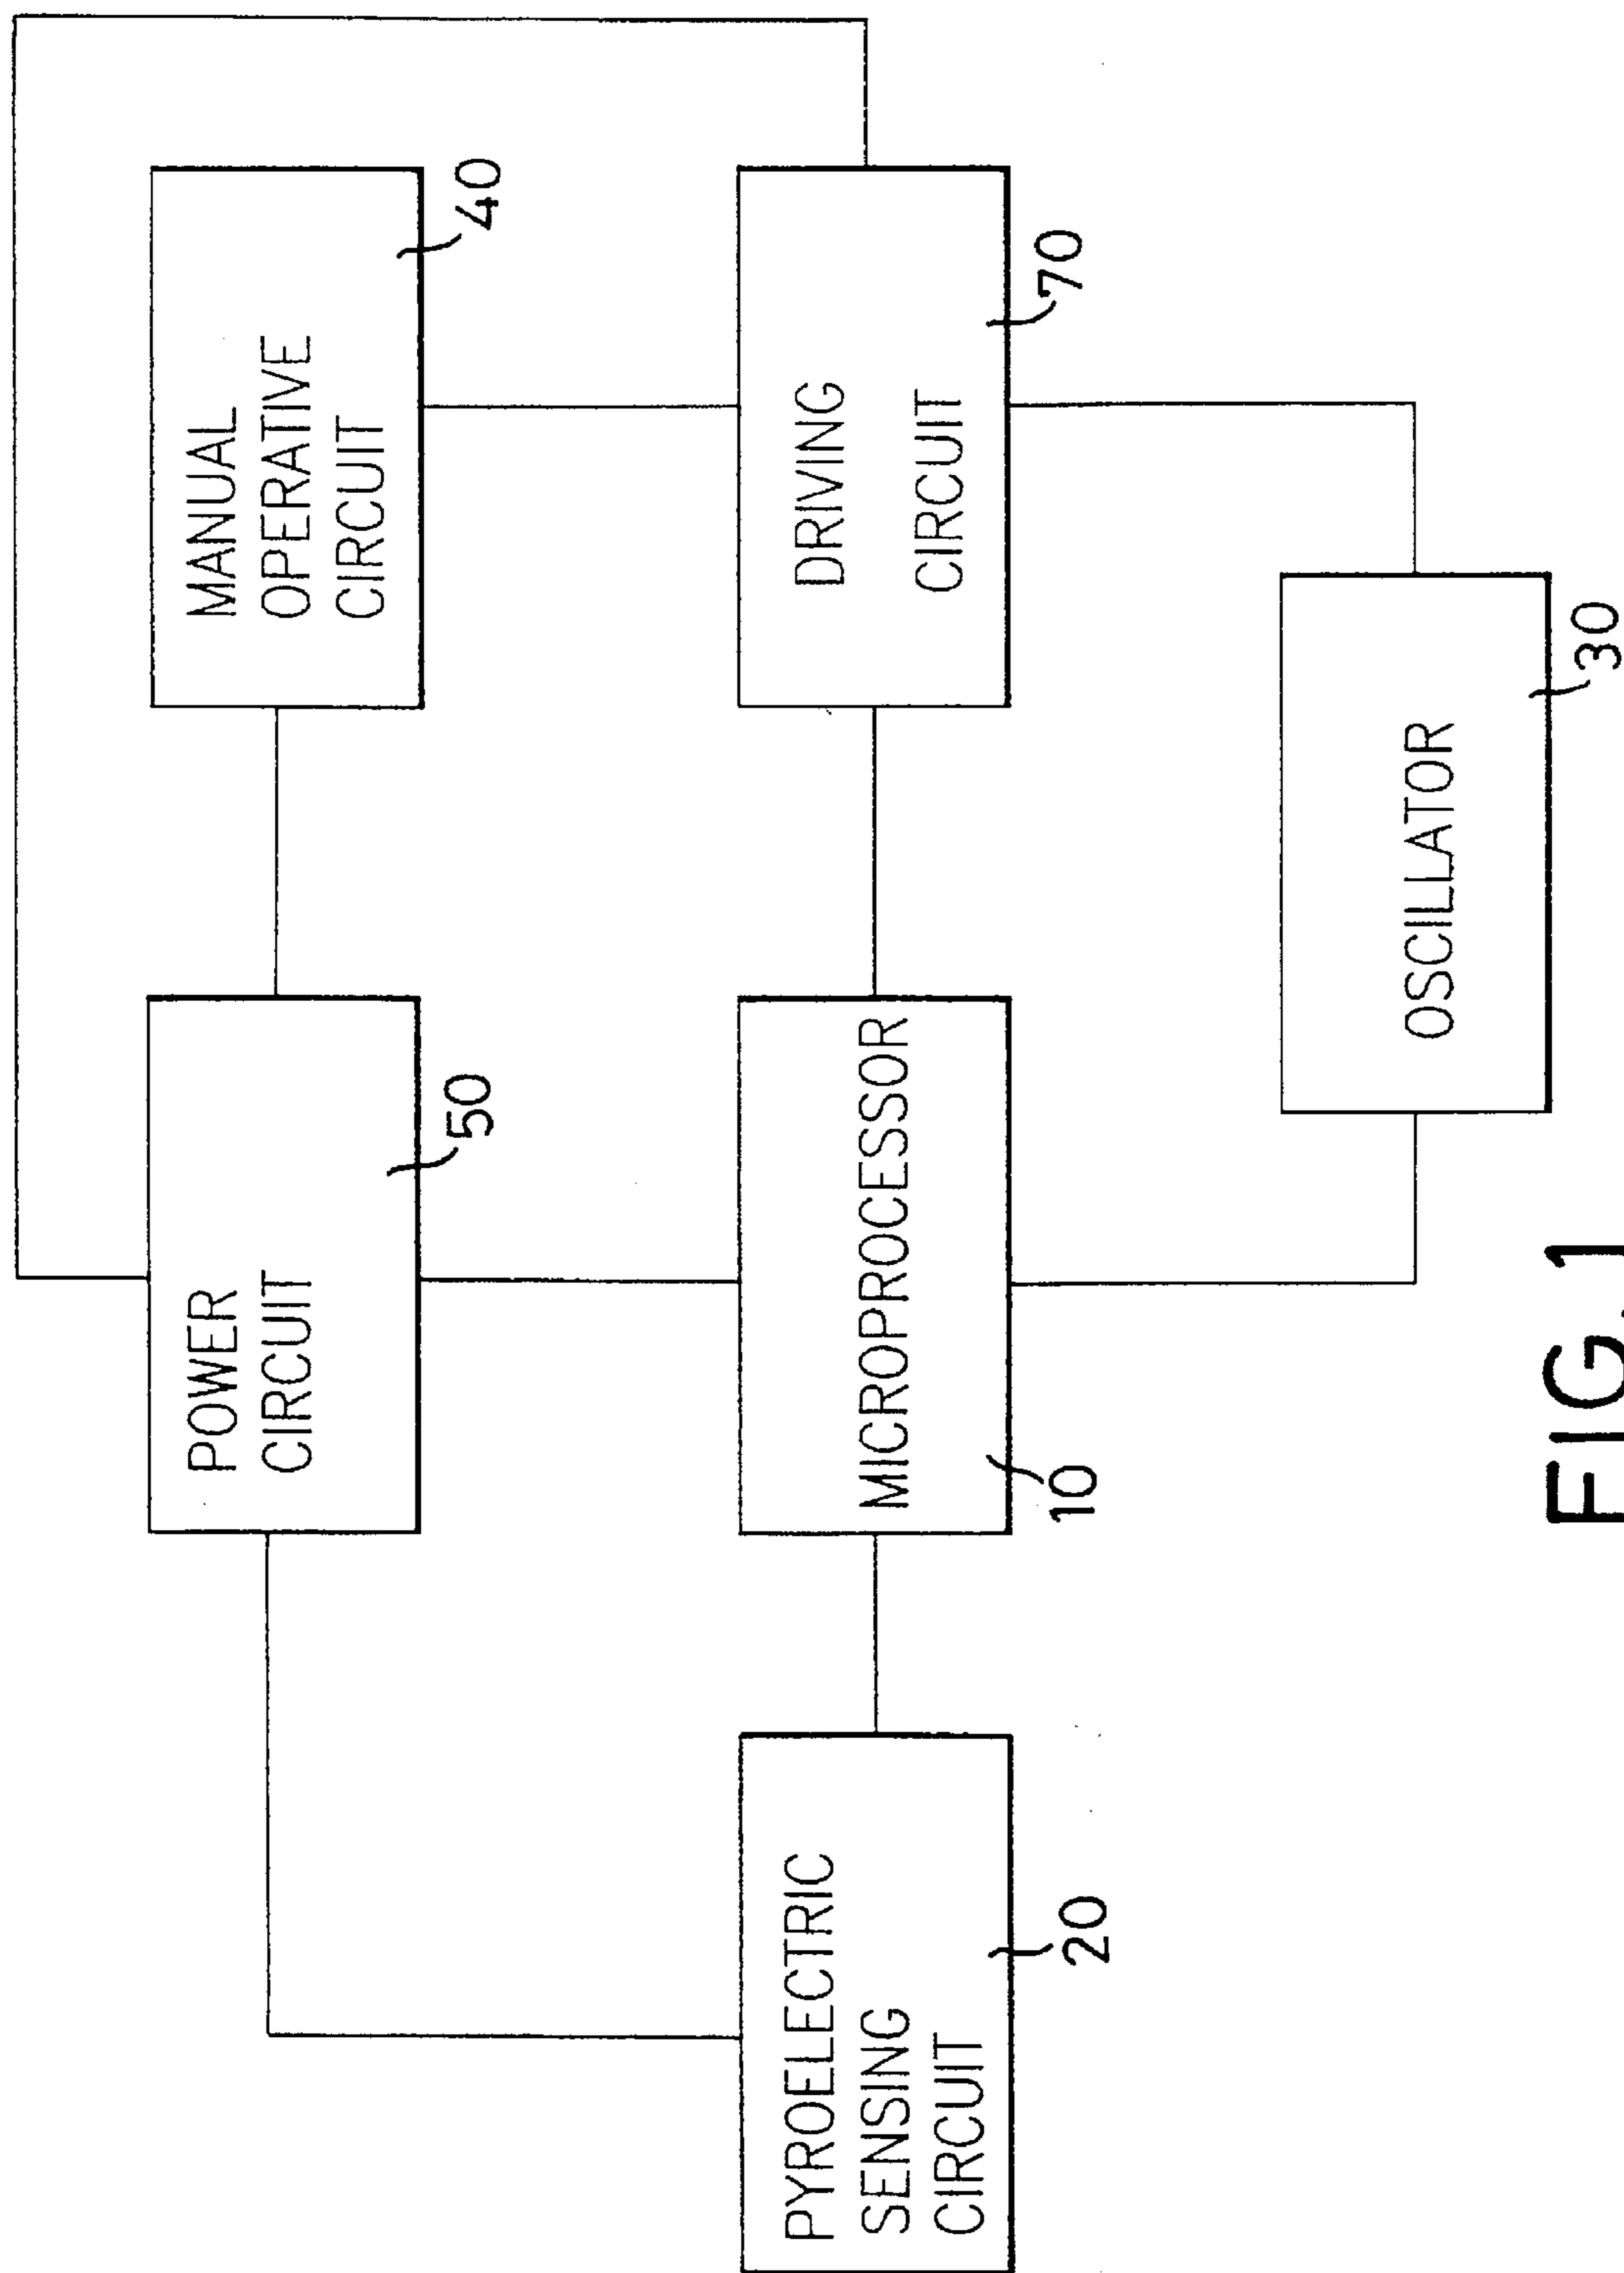 POWER
CIRCUIT
50
MANUAL
OPERATIVE
CIRCUIT
40
PYROELECTRIC
SENSING
CIRCUIT
20
MICROPROCESSOR
10
DRIVING
CIRCUIT
70
OSCILLATOR
30
FIG. 1